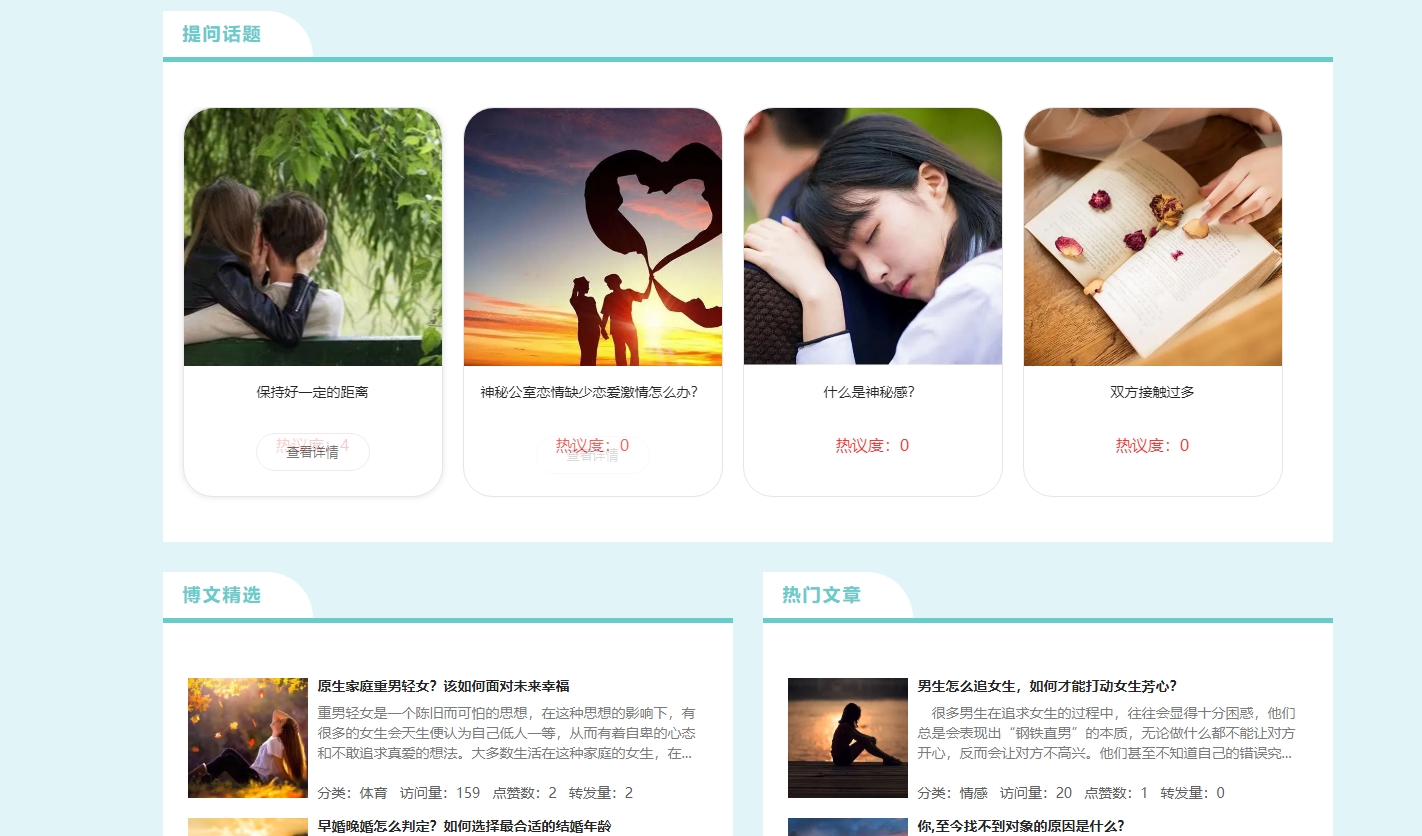 提问话题
保持好一定的距离
神秘公室恋情缺少恋爱激情怎么办？
什么是神秘感？
双方接触过多
热议度：4
查看详情
热议度：0
查看详情
热议度：0
热议度：0
博文精选
热门文章
原生家庭重男轻女？该如何面对未来幸福
重男轻女是一个陈旧而可怕的思想，在这种思想的影响下，有
很多的女生会天生便认为自己低人一等，从而有着自卑的心态
和不敢追求真爱的想法。大多数生活在这种家庭的女生，在...
分类：体育 访问量：159 点赞数：2 转发量：2
早婚晚婚怎么判定？如何选择最合适的结婚年龄
男生怎么追女生，如何才能打动女生芳心？
很多男生在追求女生的过程中，往往会显得十分困惑，他们
总是会表现出“钢铁直男”的本质，无论做什么都不能让对方
开心，反而会让对方不高兴。他们甚至不知道自己的错误究...
分类：情感 访问量：20 点赞数：1 转发量：0
你,至今找不到对象的原因是什么？